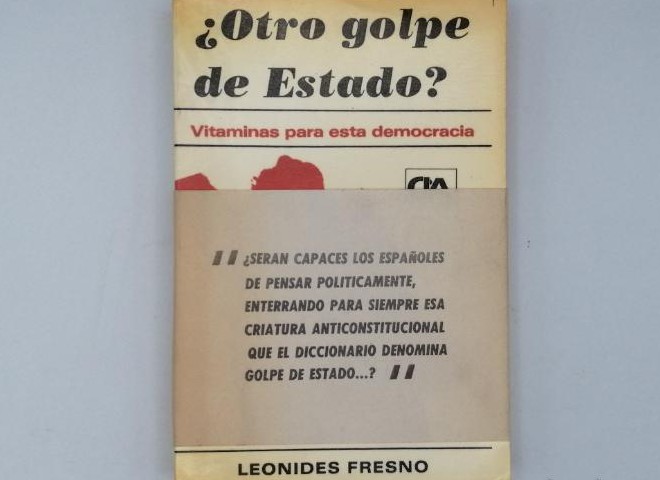 ¿Otro golpe
de Estado?
Vitaminas para esta democracia
"¿SERAN CAPACES LOS ESPAÑOLES
DE PENSAR POLITICAMENTE,
ENTERRANDO PARA SIEMPRE ESA
CRIATURA ANTICONSTITUCIONAL
QUE EL DICCIONARIO DENOMINA
GOLPE DE ESTADO...?"
LEONIDES FRESNO